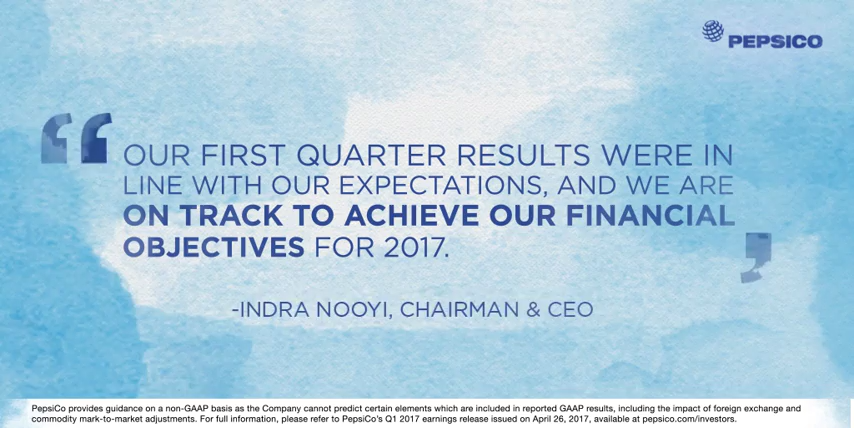 PEPSICO
“
OUR FIRST QUARTER RESULTS WERE IN
LINE WITH OUR EXPECTATIONS, AND WE ARE
ON TRACK TO ACHIEVE OUR FINANCIAL
OBJECTIVES FOR 2017.
’
-INDRA NOOYI, CHAIRMAN & CEO
PepsiCo provides guidance on a non-GAAP basis as the Company cannot predict certain elements which are included in reported GAAP results, including the impact of foreign exchange and
commodity mark-to-market adjustments. For full information, please refer to PepsiCo's Q1 2017 earnings release issued on April 26, 2017, available at pepsico.com/investors.